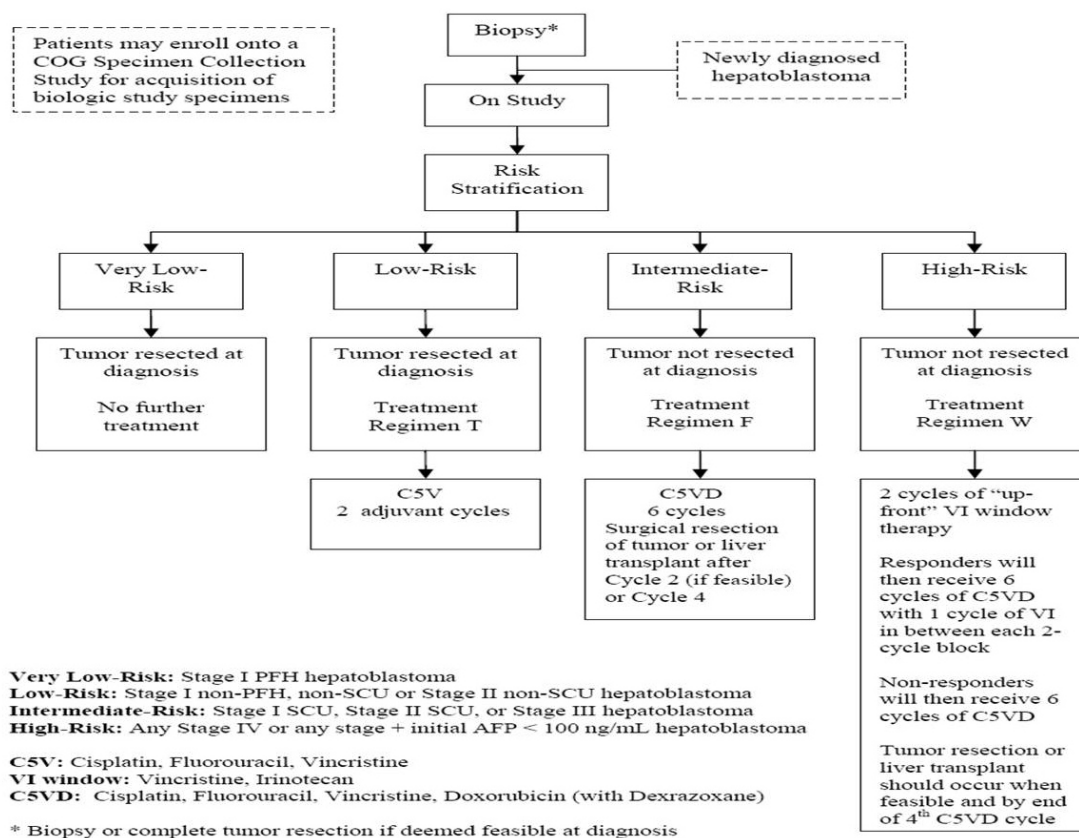 Biopsy*
Patients may enroll onto a
COG Specimen Collection
Study for acquisition of
biologic study specimens
Newly diagnosed
hepatoblastoma
On Study
Risk
Stratification
Very Low-
Risk
Low-Risk
Intermediate-
Risk
High-Risk
Tumor resected at
diagnosis
No further
treatment
Tumor resected at
diagnosis
Treatment
Regimen T
Tumor not resected
at diagnosis
Treatment
Regimen F
Tumor not resected
at diagnosis
Treatment
Regimen W
C5V
2 adjuvant cycles
C5VD
6 cycles
Surgical resection
of tumor or liver
transplant after
Cycle 2 (if feasible)
or Cycle 4
2 cycles of “up-
front” VI window
therapy
Responders will
then receive 6
cycles of C5VD
with 1 cycle of VI
in between each 2-
cycle block
Non-responders
will then receive 6
cycles of C5VD
Tumor resection or
liver transplant
should occur when
feasible and by end
of 4th C5VD cycle
Very Low-Risk: Stage I PFH hepatoblastoma
Low-Risk: Stage I non-PFH, non-SCU or Stage II non-SCU hepatoblastoma
Intermediate-Risk: Stage I SCU, Stage II SCU, or Stage III hepatoblastoma
High-Risk: Any Stage IV or any stage + initial AFP < 100 ng/mL hepatoblastoma
C5V: Cisplatin, Fluorouracil, Vincristine
VI window: Vincristine, Irinotecan
C5VD: Cisplatin, Fluorouracil, Vincristine, Doxorubicin (with Dexrazoxane)
* Biopsy or complete tumor resection if deemed feasible at diagnosis